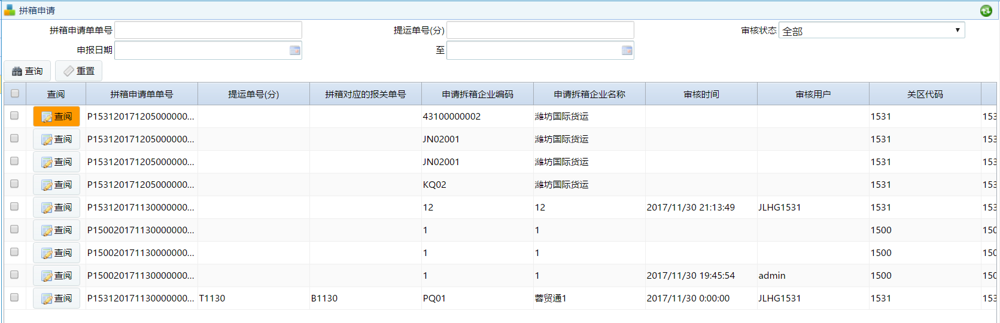 拼箱申请
拼箱申请单单号 提运单号(分) 审核状态 全部
申报日期 至
查询 重置
查阅 拼箱申请单单号 提运单号(分) 拼箱对应的报关单号 申请拆箱企业编码 申请拆箱企业名称 审核时间 审核用户 关区代码
查阅 P153120171205000000... 43100000002 潍坊国际货运 1531 153
查阅 P153120171205000000... JN02001 潍坊国际货运 1531 153
查阅 P153120171205000000... JN02001 潍坊国际货运 1531 153
查阅 P153120171205000000... KQ02 潍坊国际货运 1531 153
查阅 P153120171130000000... 12 12 2017/11/30 21:13:49 JLHG1531 1531 153
查阅 P150020171130000000... 1 1 1500 150
查阅 P150020171130000000... 1 1 1500 150
查阅 P150020171130000000... 1 1 2017/11/30 19:45:54 admin 1500 150
查阅 P153120171130000000... T1130 B1130 PQ01 蓉贸通1 2017/11/30 0:00:00 JLHG1531 1531 153